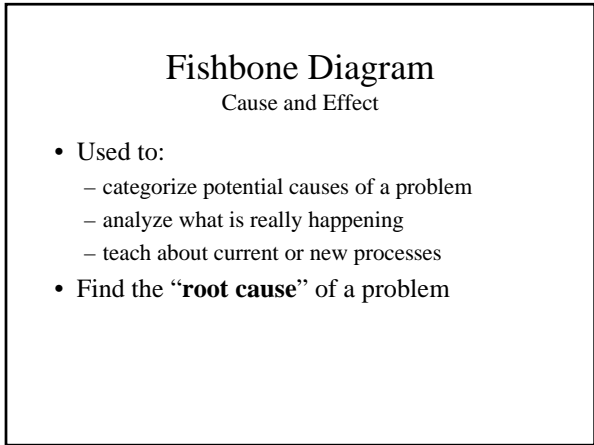 Fishbone Diagram
Cause and Effect
• Used to:
– categorize potential causes of a problem
– analyze what is really happening
– teach about current or new processes
• Find the “root cause” of a problem